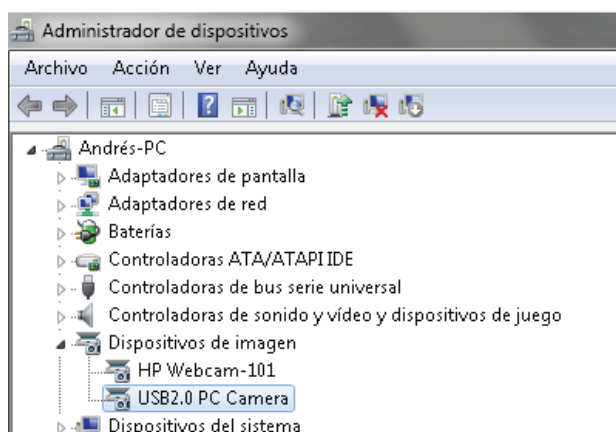 Administrador de dispositivos
Archivo Acción Ver Ayuda
Andrés-PC
Adaptadores de pantalla
Adaptadores de red
Baterías
Controladoras ATA/ATAPI IDE
Controladoras de bus serie universal
Controladoras de sonido y vídeo y dispositivos de juego
Dispositivos de imagen
HP Webcam-101
USB2.0 PC Camera
Dispositivos del sistema